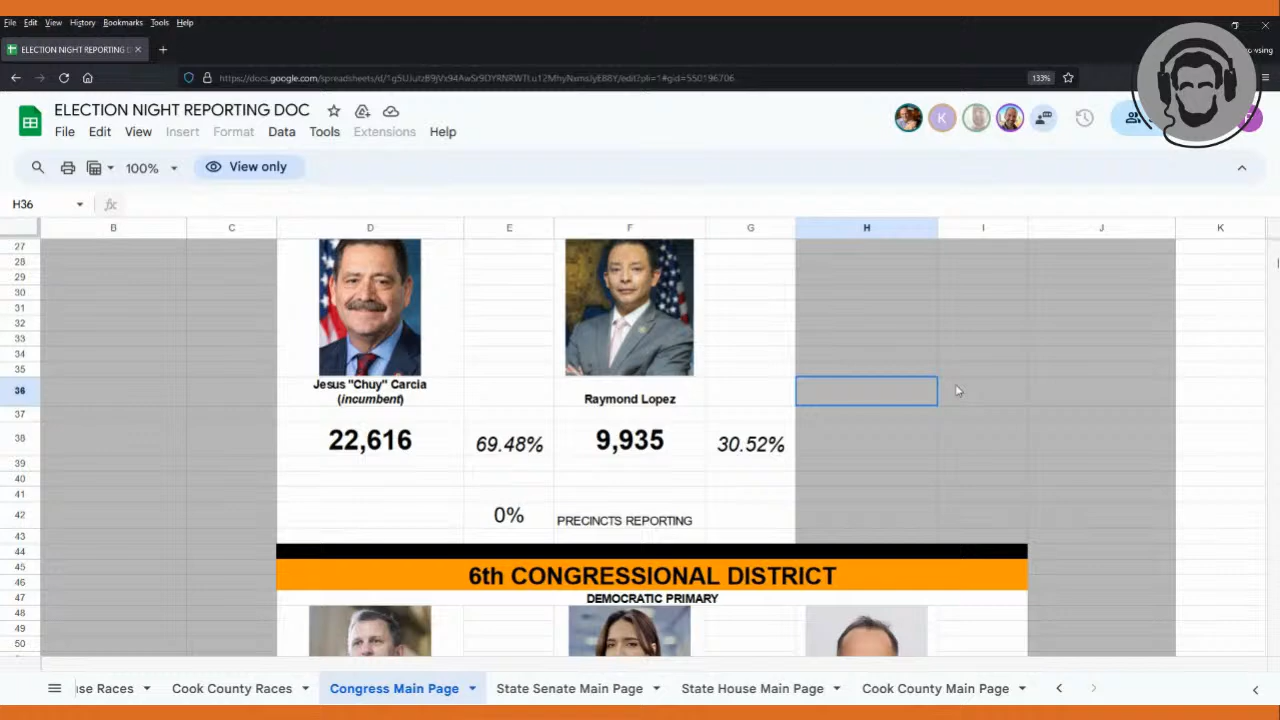 File Edit View History Bookmarks Tools Help
ELECTION NIGHT REPORTING
133%
ELECTION NIGHT REPORTING DOC
File Edit View Insert Format Data Tools Extensions Help
K
100% View only
H36 fx
B C D E F G H I J K
27
28
29
30
31
32
33
34
35
36
Jesus "Chuy" Carcia
(incumbent) Raymond Lopez
37
38 22,616 69.48% 9,935 30.52%
39
40
41
42 0% PRECINCTS REPORTING
43
44
45
46 6th CONGRESSIONAL DISTRICT
47 DEMOCRATIC PRIMARY
48
49
50
Cook County Races Congress Main Page State Senate Main Page State House Main Page Cook County Main Page